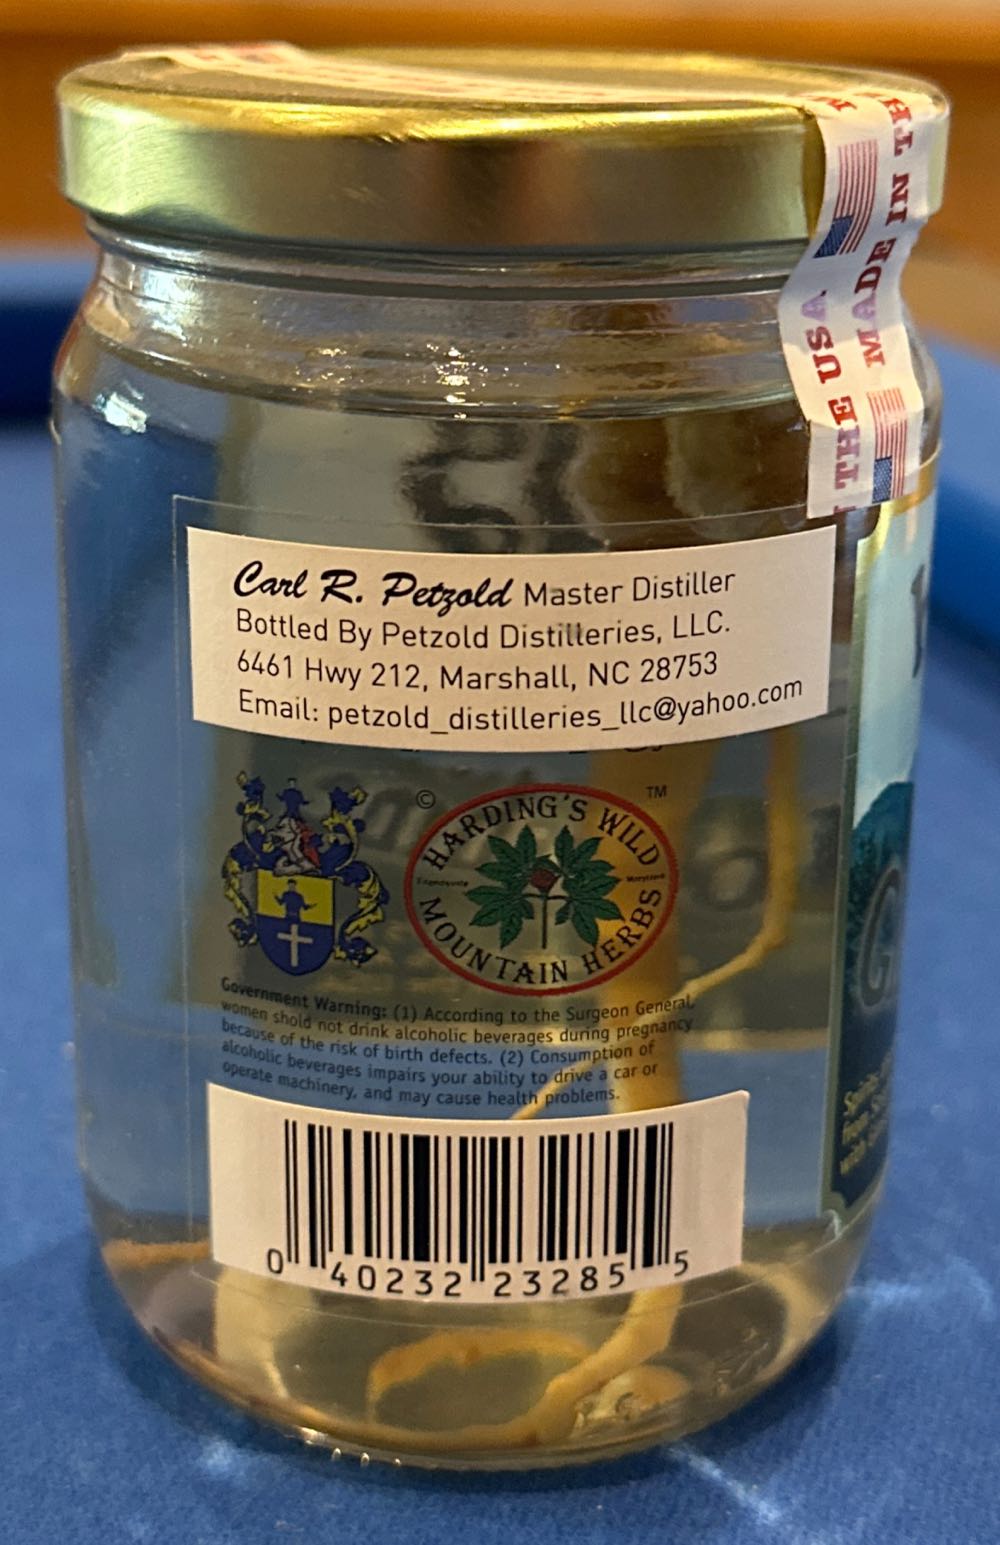 MADE IN TH
THE USA
Carl R. Petzold Master Distiller
Bottled By Petzold Distilleries, LLC.
6461 Hwy 212, Marshall, NC 28753
Email: petzold_distilleries_llc@yahoo.com
© HARDING'S WILD ™
MOUNTAIN HERBS
Government Warning: (1) According to the Surgeon General,
women shold not drink alcoholic beverages during pregnancy
because of the risk of birth defects. (2) Consumption of
alcoholic beverages impairs your ability to drive a car or
operate machinery, and may cause health problems.
0 40232 23285 5